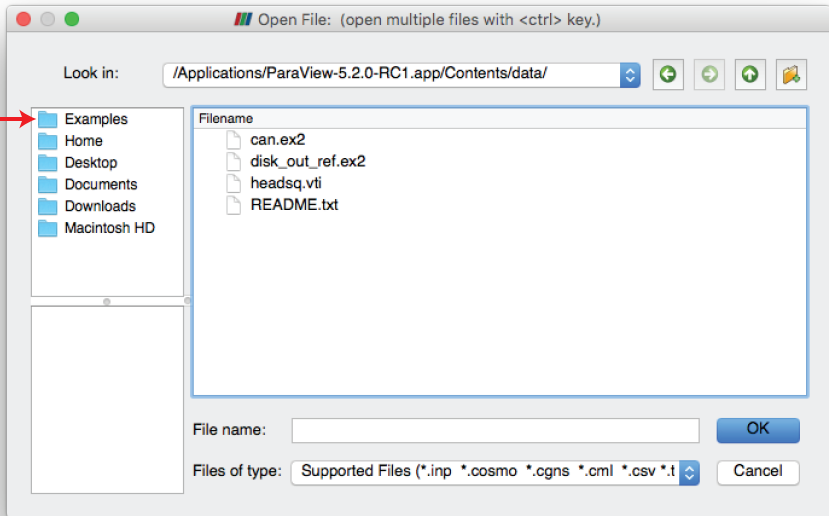 Open File: (open multiple files with <ctrl> key.)
Look in:
/Applications/ParaView-5.2.0-RC1.app/Contents/data/
Examples
Home
Desktop
Documents
Downloads
Macintosh HD
Filename
can.ex2
disk_out_ref.ex2
headsq.vti
README.txt
File name:
OK
Files of type:
Supported Files (*.inp *.cosmo *.cgns *.cml *.csv *.t
Cancel